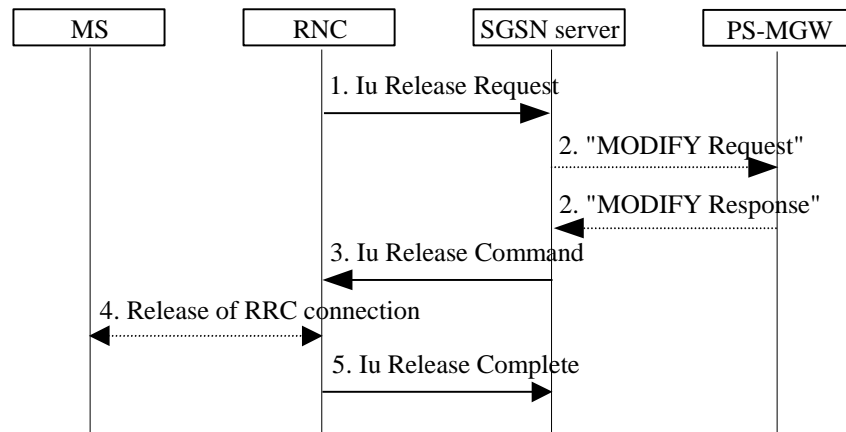 MS
RNC
SGSN server
PS-MGW
1. Iu Release Request
2. "MODIFY Request"
2. "MODIFY Response"
3. Iu Release Command
4. Release of RRC connection
5. Iu Release Complete